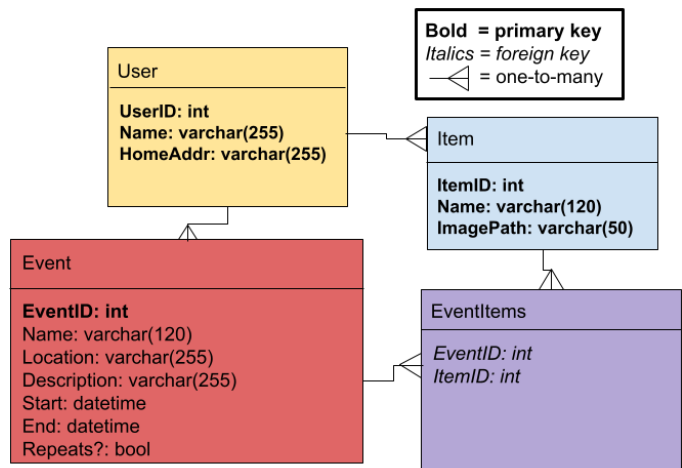 Bold = primary key
Italics = foreign key
= one-to-many
User
UserID: int
Name: varchar(255)
HomeAddr: varchar(255)
Item
ItemID: int
Name: varchar(120)
ImagePath: varchar(50)
Event
EventID: int
Name: varchar(120)
Location: varchar(255)
Description: varchar(255)
Start: datetime
End: datetime
Repeats?: bool
EventItems
EventID: int
ItemID: int